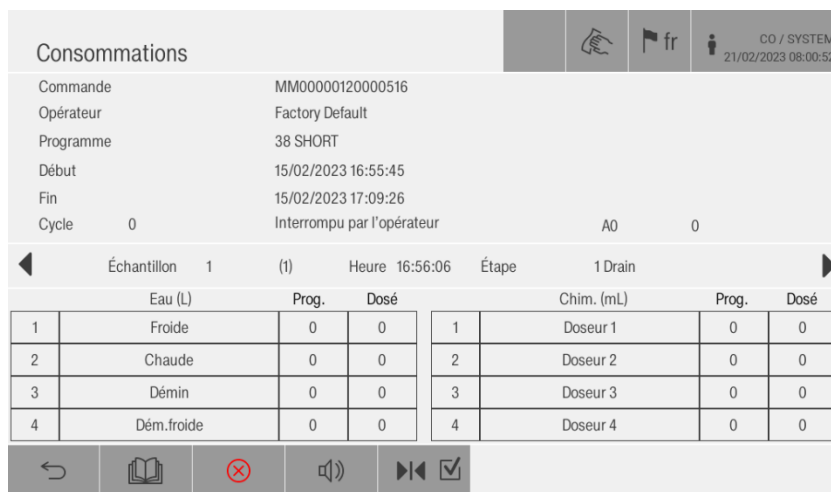 Consommations
fr
CO / SYSTEM
21/02/2023 08:00:52
Commande MM00000120000516
Opérateur Factory Default
Programme 38 SHORT
Début 15/02/2023 16:55:45
Fin 15/02/2023 17:09:26
Cycle 0 Interrompu par l'opérateur A0 0
Échantillon 1 (1) Heure 16:56:06 Étape 1 Drain
Eau (L) Prog. Dosé Chim. (mL) Prog. Dosé
1 Froide 0 0 1 Doseur 1 0 0
2 Chaude 0 0 2 Doseur 2 0 0
3 Démin 0 0 3 Doseur 3 0 0
4 Dém.froide 0 0 4 Doseur 4 0 0